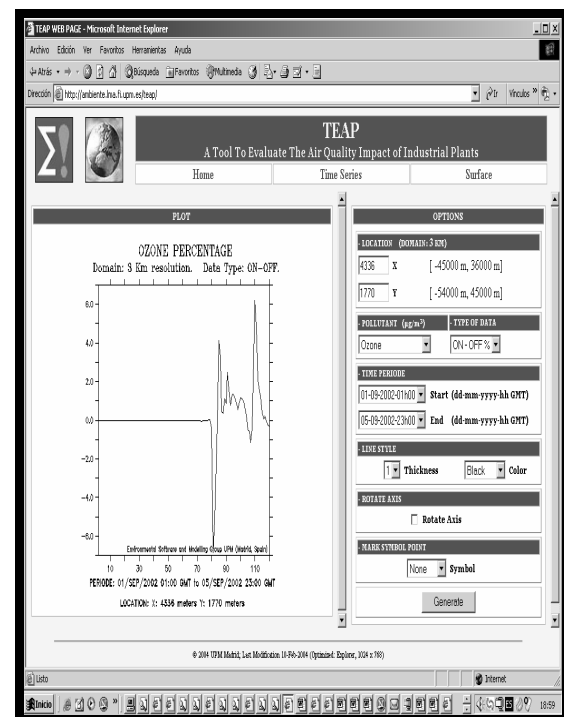 TEAP WEB PAGE - Microsoft Internet Explorer
Archivo Edición Ver Favoritos Herramientas Ayuda
Atrás Búsqueda Favoritos Multimedia
Dirección http://ambiente.lma.fi.upm.es/teap/ Ir Vínculos »
TEAP
A Tool To Evaluate The Air Quality Impact of Industrial Plants
Home Time Series Surface
PLOT
OZONE PERCENTAGE
Domain: 3 Km resolution. Data Type: ON-OFF.
6.0
4.0
2.0
0.0
-2.0
-4.0
-6.0
Environmental Software and Modelling Group UPM (Madrid, Spain)
10 30 50 70 90 110
PERIODE: 01/SEP/2002 01:00 GMT to 05/SEP/2002 23:00 GMT
LOCATION: X: 4336 meters Y: 1770 meters
OPTIONS
- LOCATION (DOMAIN: 3 KM)
4336 X [ -45000 m, 36000 m]
1770 Y [ -54000 m, 45000 m]
- POLLUTANT (µg/m³) - TYPE OF DATA
Ozone ON - OFF %
- TIME PERIODE
01-09-2002-01h00 Start (dd-mm-yyyy-hh GMT)
05-09-2002-23h00 End (dd-mm-yyyy-hh GMT)
- LINE STYLE
1 Thickness Black Color
- ROTATE AXIS
Rotate Axis
- MARK SYMBOL POINT
None Symbol
Generate
© 2004 UPM Madrid, Last Modification 10-Feb-2004 (Optimized: Explorer, 1024 x 768)
Listo Internet
Inicio » 18:59